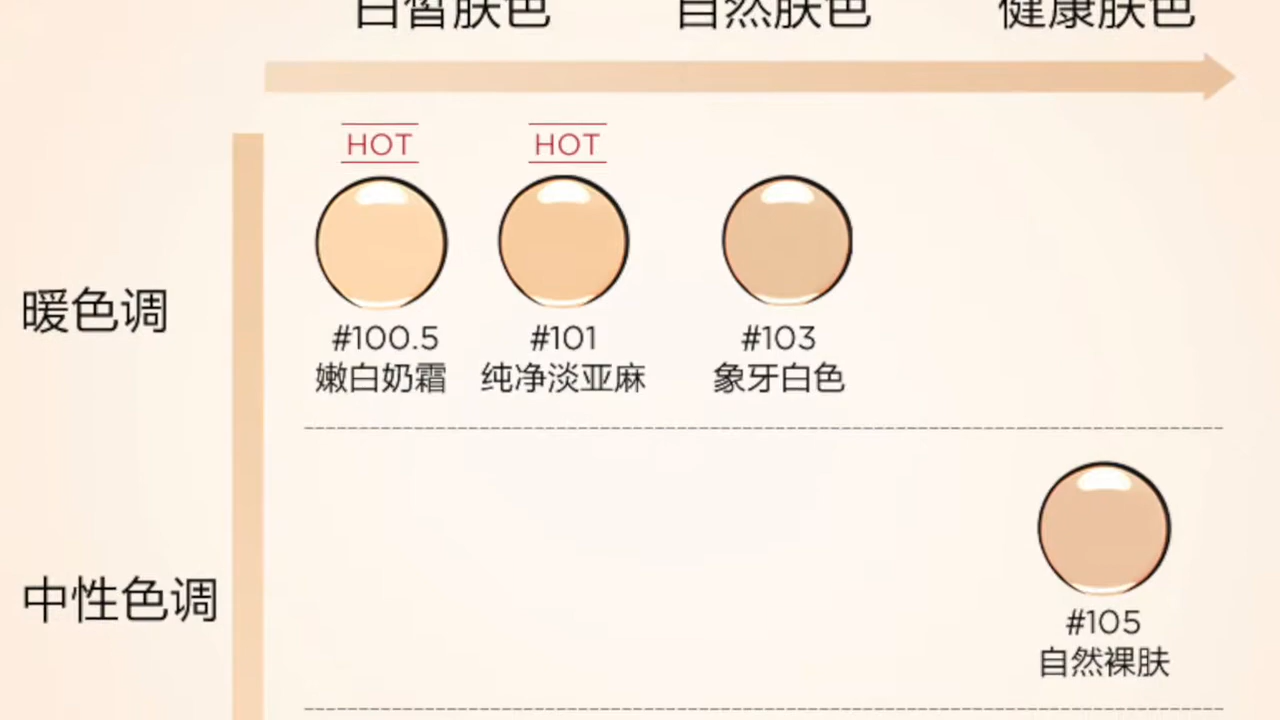 白皙肤色 自然肤色 健康肤色
HOT HOT
暖色调
#100.5 #101 #103
嫩白奶霜 纯净淡亚麻 象牙白色
中性色调
#105
自然裸肤